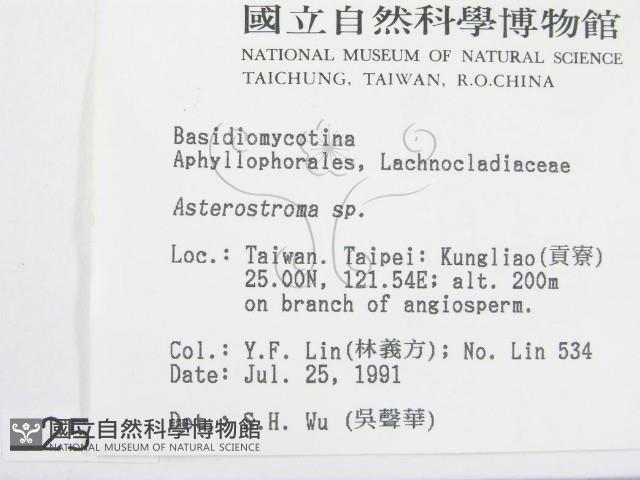 國立自然科學博物館
NATIONAL MUSEUM OF NATURAL SCIENCE
TAICHUNG, TAIWAN, R.O.CHINA
Basidiomycotina
Aphyllophorales, Lachnocladiaceae
Asterostroma sp.
Loc.: Taiwan. Taipei: Kungliao(貢寮)
25.00N, 121.54E; alt. 200m
on branch of angiosperm.
Col.: Y.F. Lin(林義方); No. Lin 534
Date: Jul. 25, 1991
Det.: S.H. Wu (吳聲華)
25
國立自然科學博物館
NATIONAL MUSEUM OF NATURAL SCIENCE